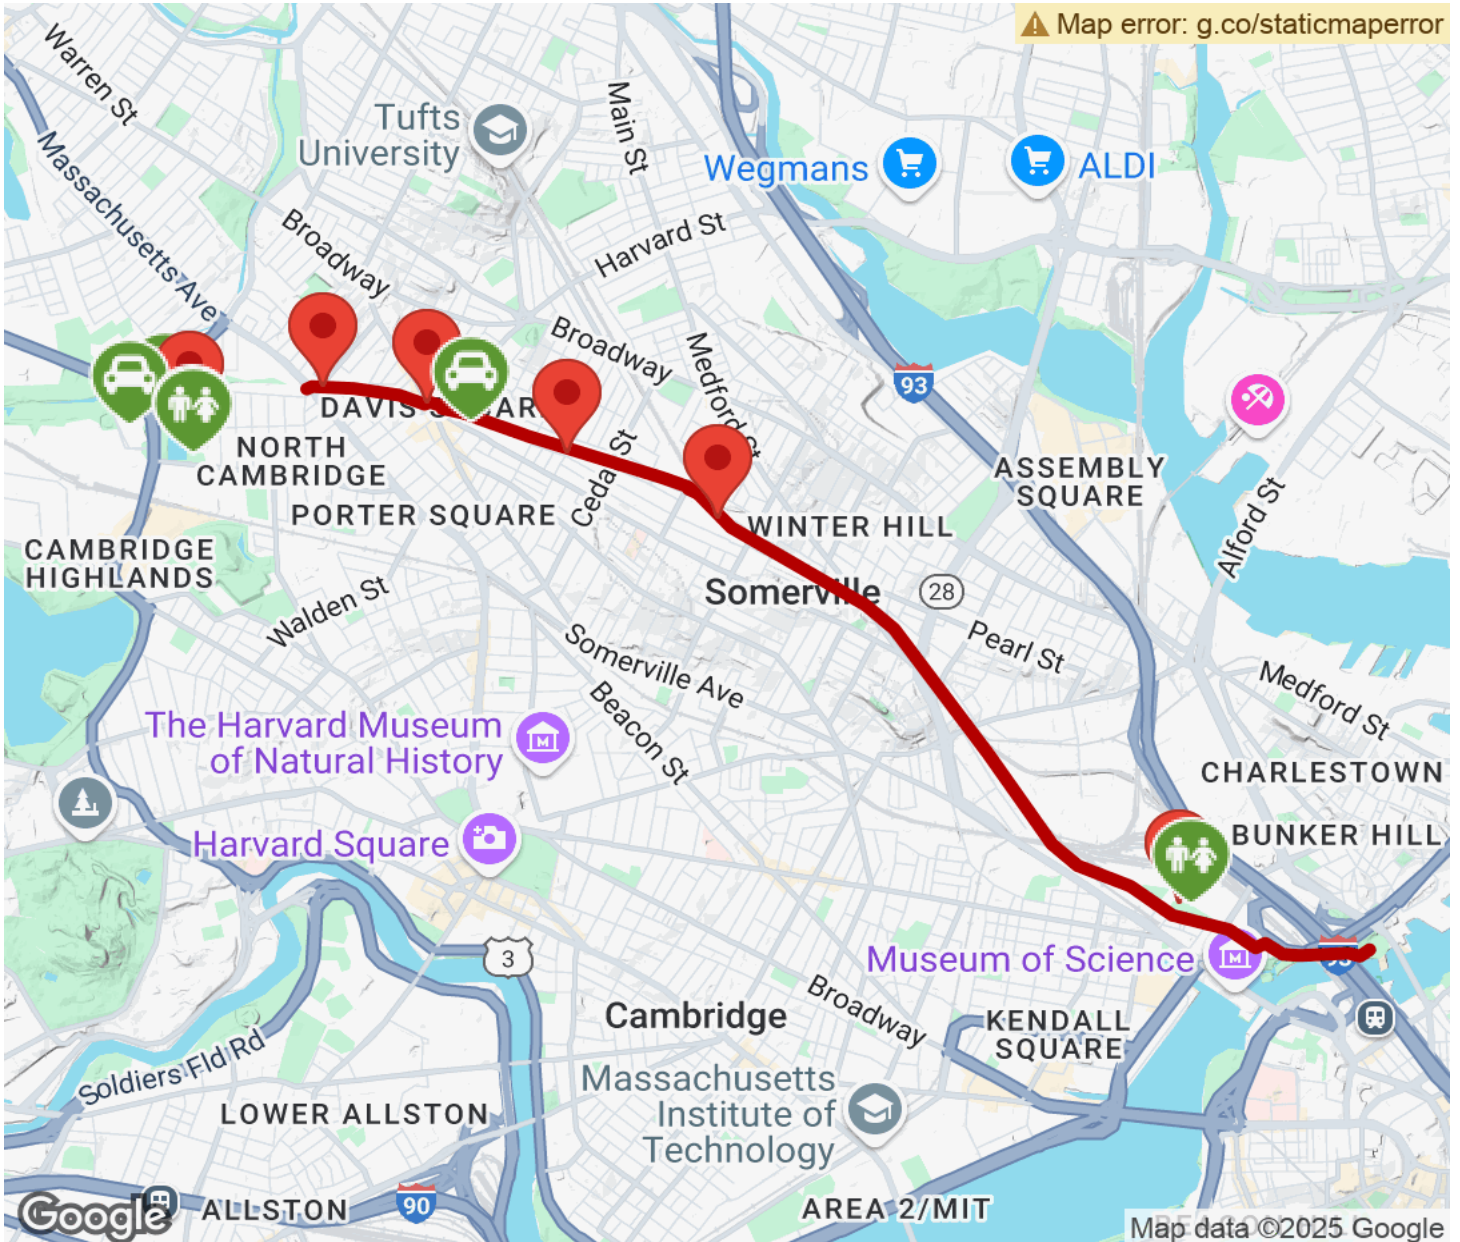 Map error: g.co/staticmaperror
Warren St
Tufts
University
Main St
Wegmans
ALDI
Massachusetts Ave
Broadway
Harvard St
Broadway
Medford St
93
DAVIS
NORTH
CAMBRIDGE
Cedar St
ASSEMBLY
SQUARE
PORTER SQUARE
WINTER HILL
Alford St
CAMBRIDGE
HIGHLANDS
Somerville
28
Walden St
Pearl St
Somerville Ave
Medford St
Beacon St
The Harvard Museum
of Natural History
CHARLESTOWN
Harvard Square
BUNKER HILL
3
Museum of Science
Broadway
Cambridge
KENDALL
SQUARE
Soldiers Fld Rd
Massachusetts
Institute of
Technology
LOWER ALLSTON
90
ALLSTON
AREA 2/MIT
Google
Map data ©2025 Google